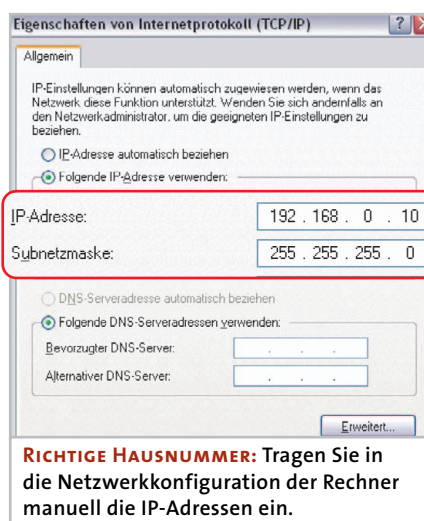 Eigenschaften von Internetprotokoll (TCP/IP)
Allgemein
IP-Einstellungen können automatisch zugewiesen werden, wenn das
Netzwerk diese Funktion unterstützt. Wenden Sie sich andernfalls an
den Netzwerkadministrator, um die geeigneten IP-Einstellungen zu
beziehen.
IP-Adresse automatisch beziehen
Folgende IP-Adresse verwenden:
IP-Adresse: 192 . 168 . 0 . 10
Subnetzmaske: 255 . 255 . 255 . 0
DNS-Serveradresse automatisch beziehen
Folgende DNS-Serveradressen verwenden:
Bevorzugter DNS-Server:
Alternativer DNS-Server:
Erweitert...
RICHTIGE HAUSNUMMER: Tragen Sie in
die Netzwerkkonfiguration der Rechner
manuell die IP-Adressen ein.